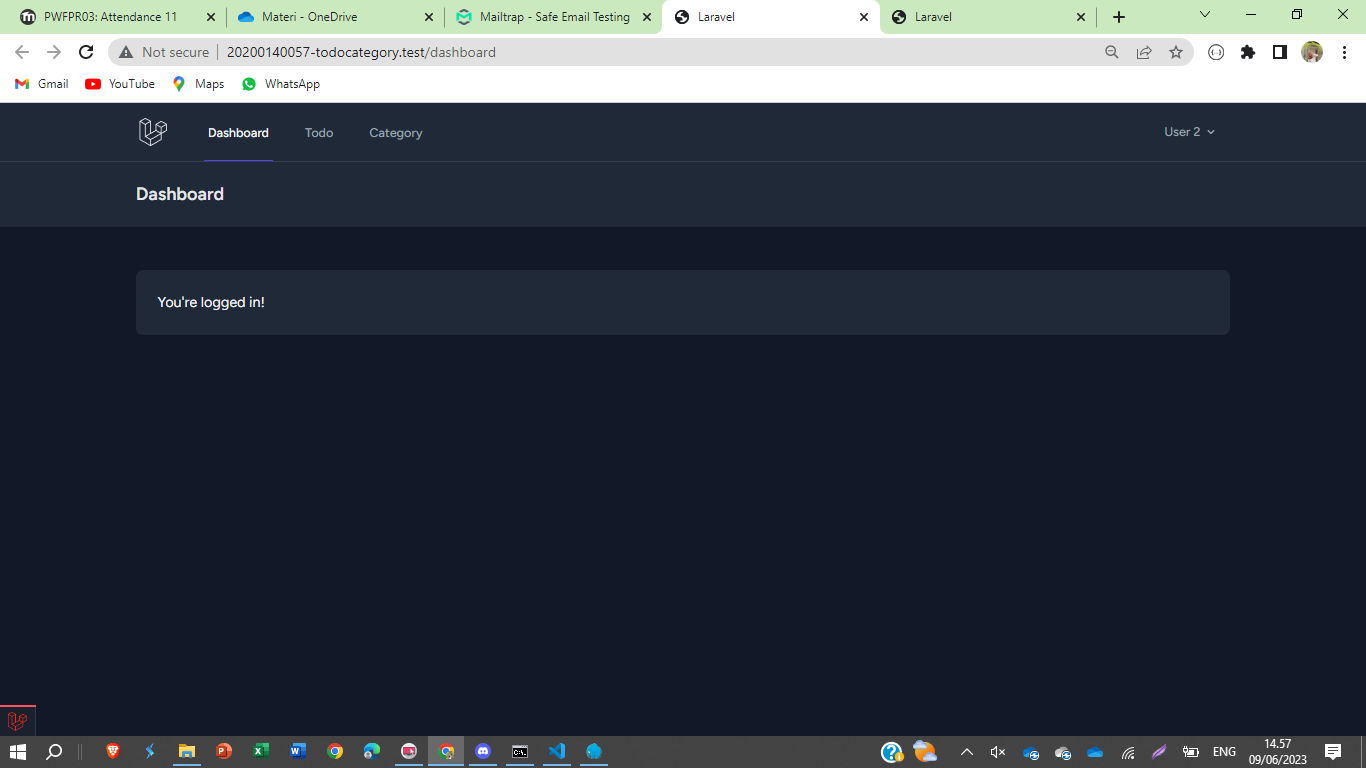 PWFPR03: Attendance 11
Materi - OneDrive
Mailtrap - Safe Email Testing
Laravel
Laravel
Not secure
20200140057-todocategory.test/dashboard
Gmail
YouTube
Maps
WhatsApp
Dashboard
Todo
Category
User 2
Dashboard
You're logged in!
ENG
14.57
09/06/2023